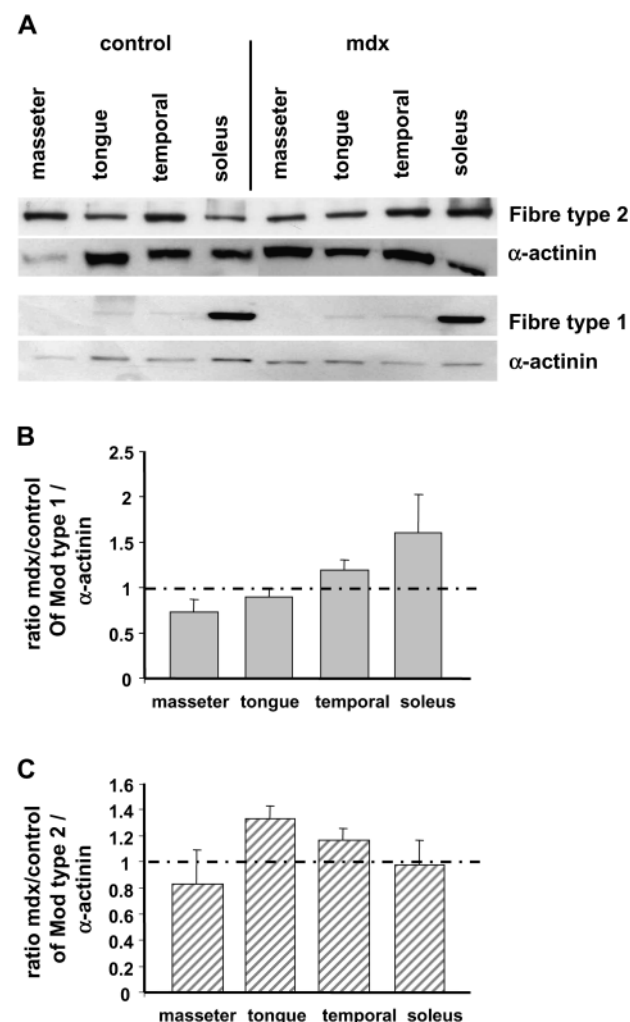 A
control mdx
masseter tongue temporal soleus masseter tongue temporal soleus
Fibre type 2
α-actinin
Fibre type 1
α-actinin
B
ratio mdx/control
Of Mod type 1 /
α-actinin
2.5
2
1.5
1
0.5
0
masseter tongue temporal soleus
C
ratio mdx/control
of Mod type 2 /
α-actinin
1.6
1.4
1.2
1
0.8
0.6
0.4
0.2
0
masseter tongue temporal soleus